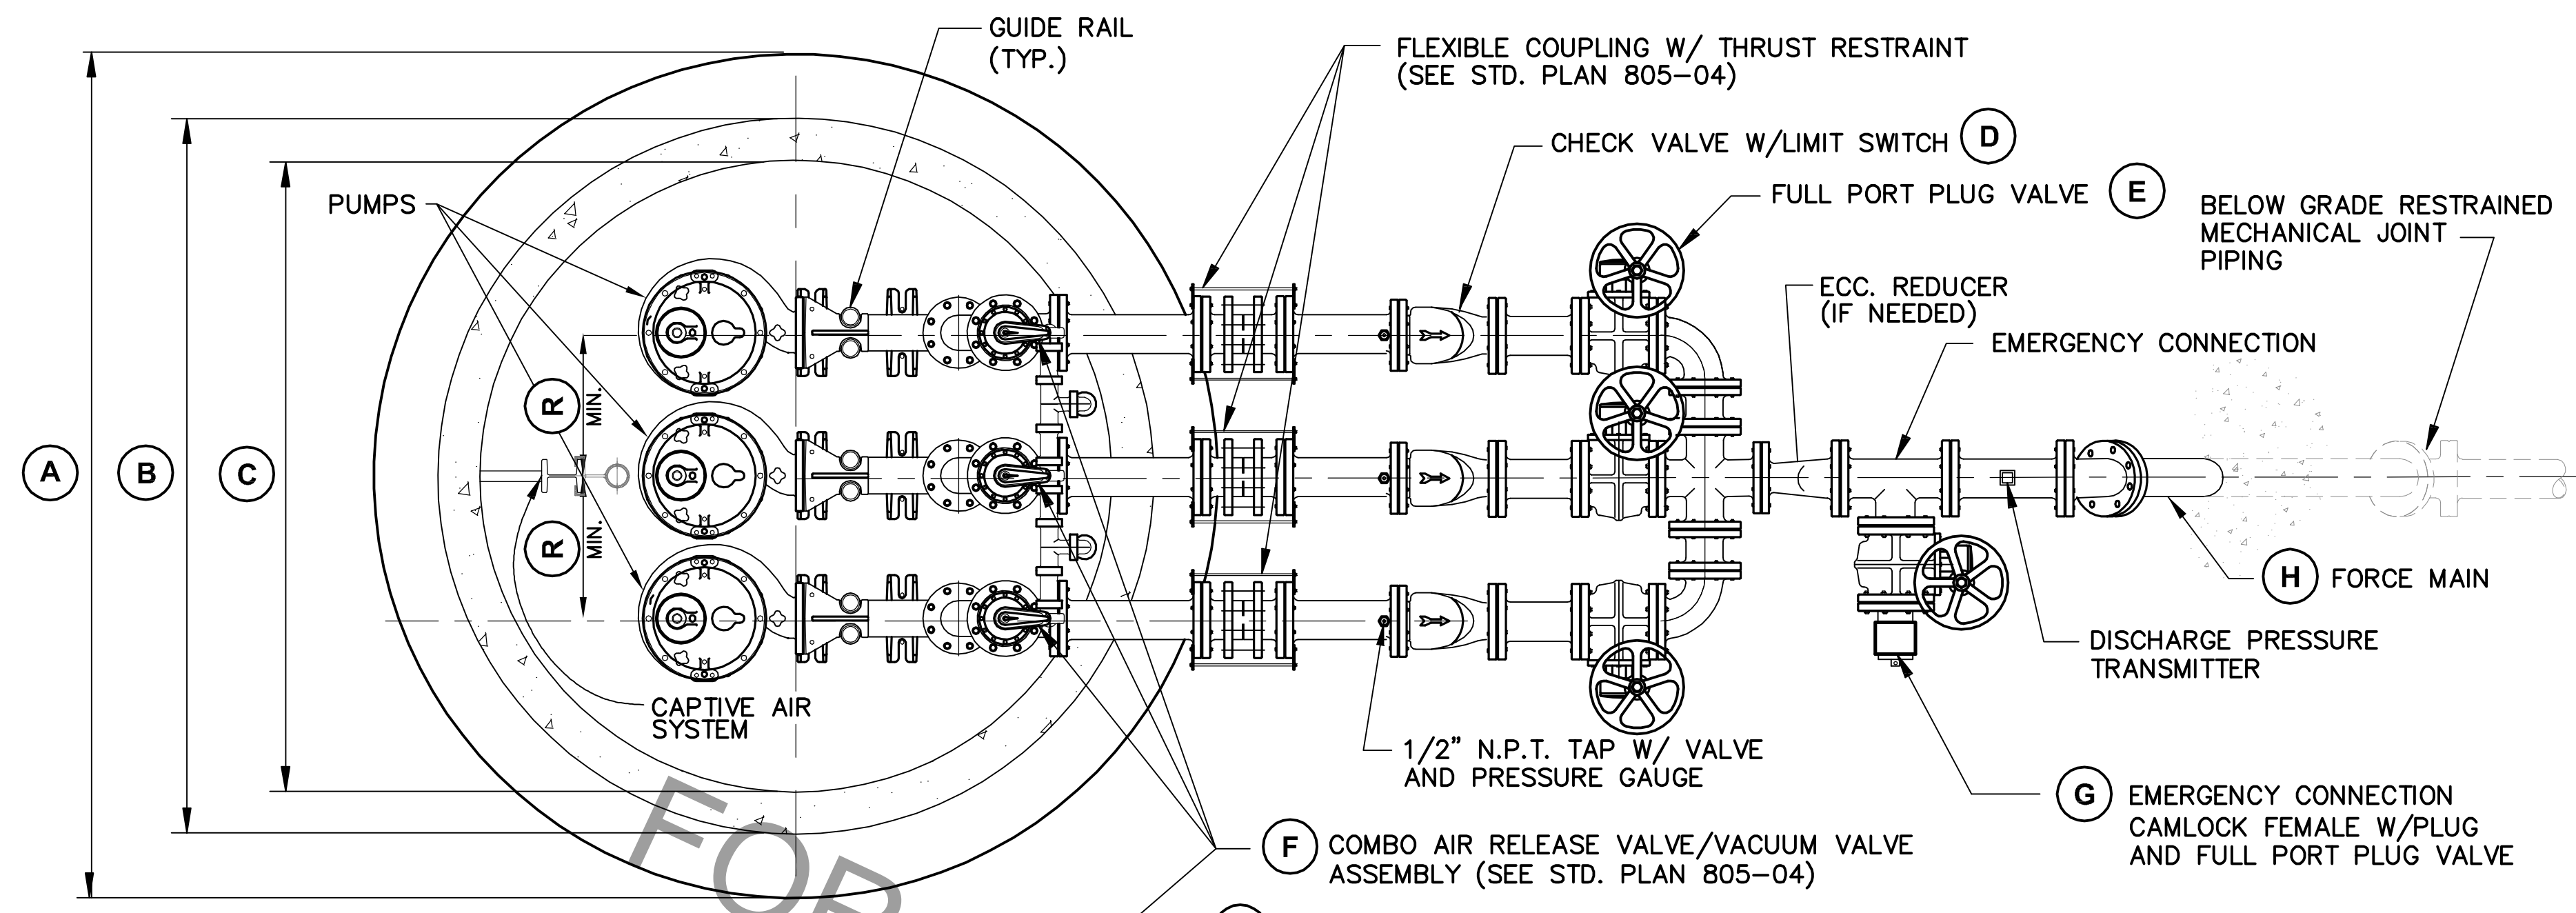 GUIDE RAIL
(TYP.)
FLEXIBLE COUPLING W/ THRUST RESTRAINT
(SEE STD. PLAN 805-04)
CHECK VALVE W/LIMIT SWITCH D
FULL PORT PLUG VALVE E
BELOW GRADE RESTRAINED
MECHANICAL JOINT
PIPING
PUMPS
ECC. REDUCER
(IF NEEDED)
EMERGENCY CONNECTION
R MIN.
R MIN.
A
B
C
H FORCE MAIN
DISCHARGE PRESSURE
TRANSMITTER
CAPTIVE AIR
SYSTEM
1/2" N.P.T. TAP W/ VALVE
AND PRESSURE GAUGE
G EMERGENCY CONNECTION
CAMLOCK FEMALE W/PLUG
AND FULL PORT PLUG VALVE
F COMBO AIR RELEASE VALVE/VACUUM VALVE
ASSEMBLY (SEE STD. PLAN 805-04)
FOR